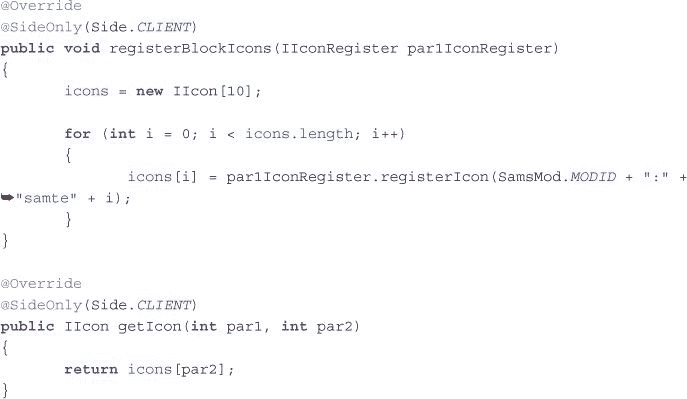 @Override
@SideOnly(Side.CLIENT)
public void registerBlockIcons(IIconRegister par1IconRegister)
{
icons = new IIcon[10];
for (int i = 0; i < icons.length; i++)
{
icons[i] = par1IconRegister.registerIcon(SamsMod.MODID + ":" +
➥"samte" + i);
}
}
@Override
@SideOnly(Side.CLIENT)
public IIcon getIcon(int par1, int par2)
{
return icons[par2];
}